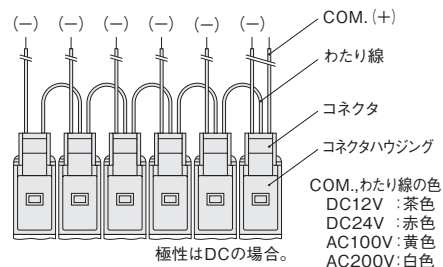 (−) (−) (−) (−) (−) (−)
COM.(+)
わたり線
コネクタ
コネクタハウジング
COM.,わたり線の色
DC12V :茶色
DC24V :赤色
AC100V:黄色
AC200V:白色
極性はDCの場合。